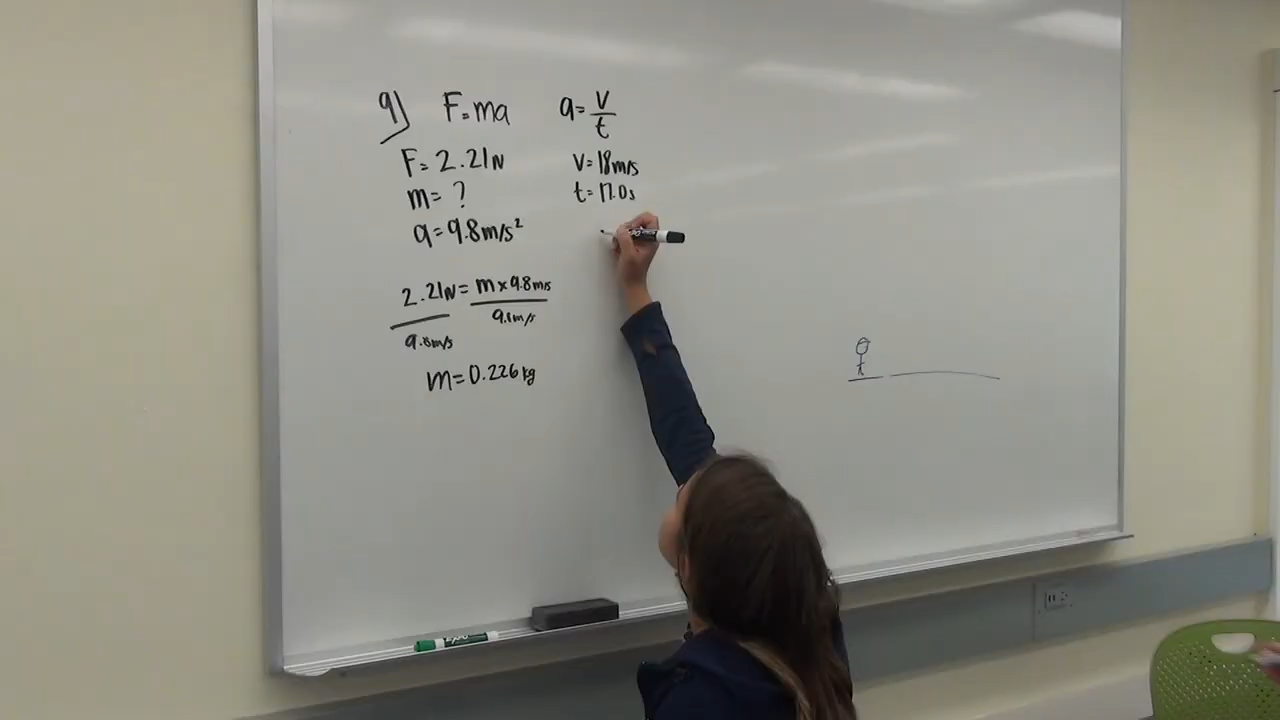 9) F=ma
F=2.21N
m=?
a=9.8m/s²
2.21N = m x 9.8m/s
9.8m/s 9.8m/s
m=0.226kg
a= v
t
V=18m/s
t=17.0s
EXPO